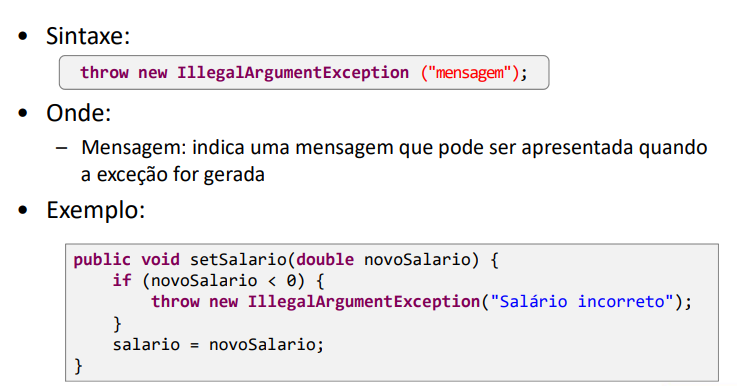 • Sintaxe:
throw new IllegalArgumentException ("mensagem");
• Onde:
– Mensagem: indica uma mensagem que pode ser apresentada quando
a exceção for gerada
• Exemplo:
public void setSalario(double novoSalario) {
    if (novoSalario < 0) {
        throw new IllegalArgumentException("Salário incorreto");
    }
    salario = novoSalario;
}